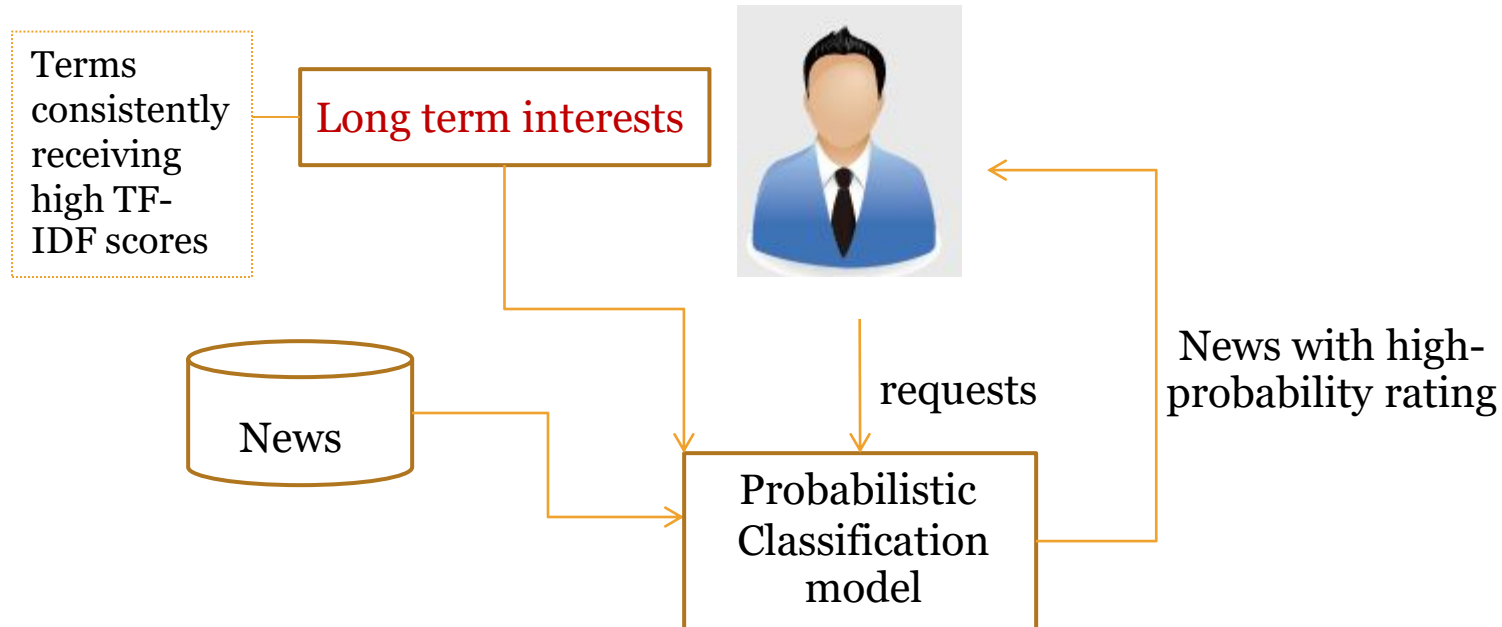 Terms
consistently
receiving
high TF-
IDF scores
Long term interests
News
requests
News with high-
probability rating
Probabilistic
Classification
model